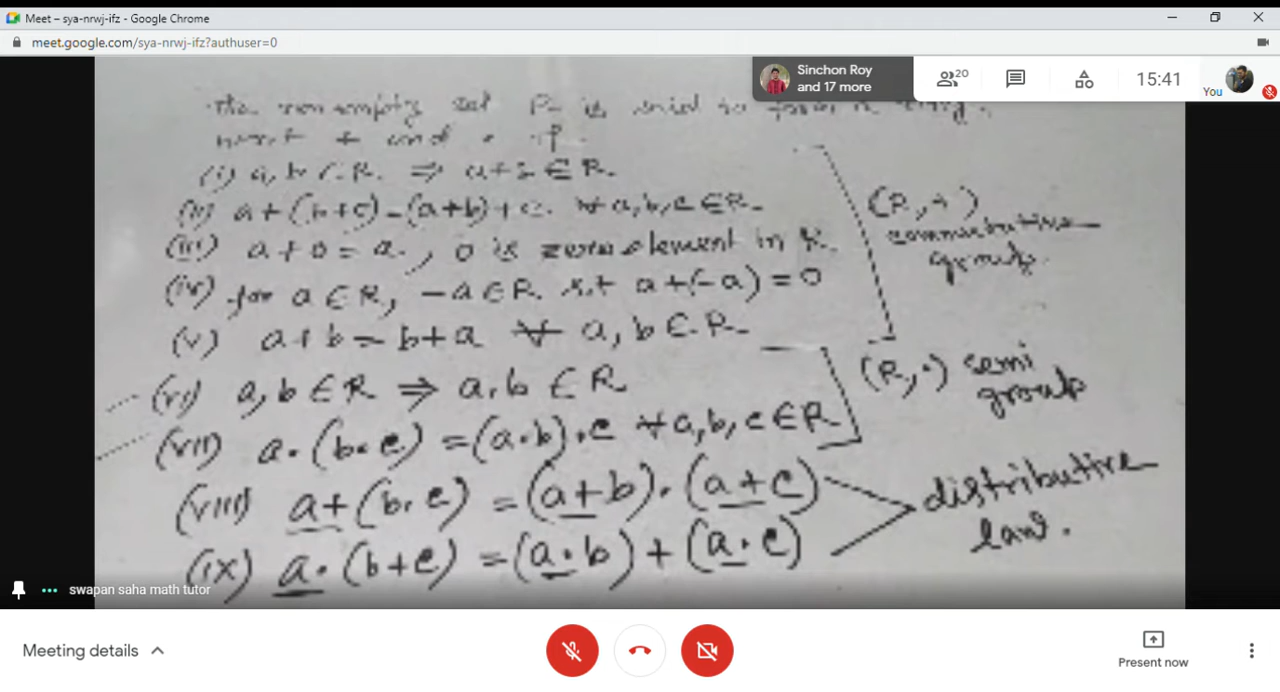 Meet – sya-nrwj-ifz - Google Chrome
meet.google.com/sya-nrwj-ifz?authuser=0
Sinchon Roy
and 17 more
20
15:41
You
The non empty set R is said to form a ring
+ and • if
(i) a, b ∈ R ⇒ a+b ∈ R.
(ii) a+(b+c) = (a+b)+c. ∀ a,b,c ∈ R.
(iii) a+0 = a., 0 is zero element in R.
(iv) for a ∈ R, -a ∈ R s.t a+(-a) = 0
(v) a+b = b+a ∀ a, b ∈ R.
(R, +)
commutative
group.
(vi) a, b ∈ R ⇒ a.b ∈ R
(vii) a.(b.c) = (a.b).c ∀ a,b,c ∈ R
(R, •) semi
group
(viii) a+(b.c) = (a+b).(a+c)
(ix) a.(b+c) = (a.b)+(a.c)
distributive
law.
swapan saha math tutor
Meeting details
Present now